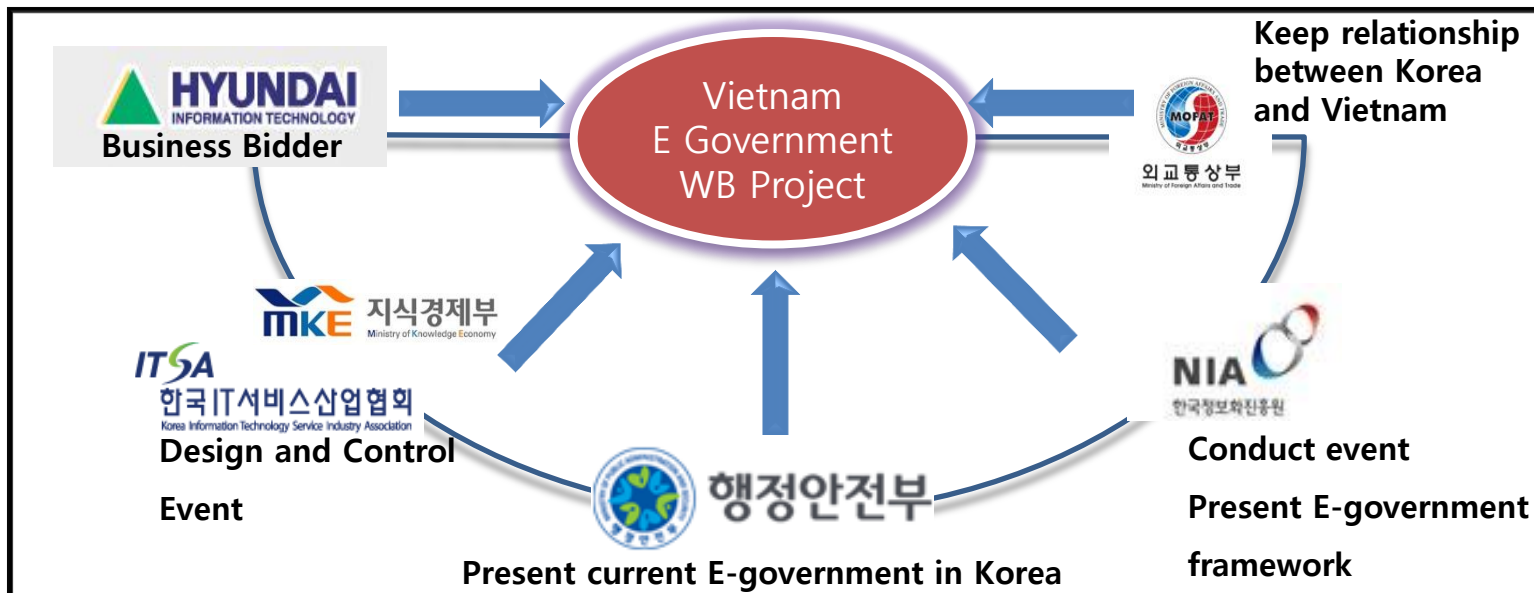 HYUNDAI
INFORMATION TECHNOLOGY
Business Bidder
Vietnam
E Government
WB Project
Keep relationship
between Korea
and Vietnam
MOFAT
외교통상부
Ministry of Foreign Affairs and Trade
MKE 지식경제부
Ministry of Knowledge Economy
ITSA
한국IT서비스산업협회
Korea Information Technology Service Industry Association
Design and Control
Event
행정안전부
Present current E-government in Korea
NIA
한국정보화진흥원
Conduct event
Present E-government
framework